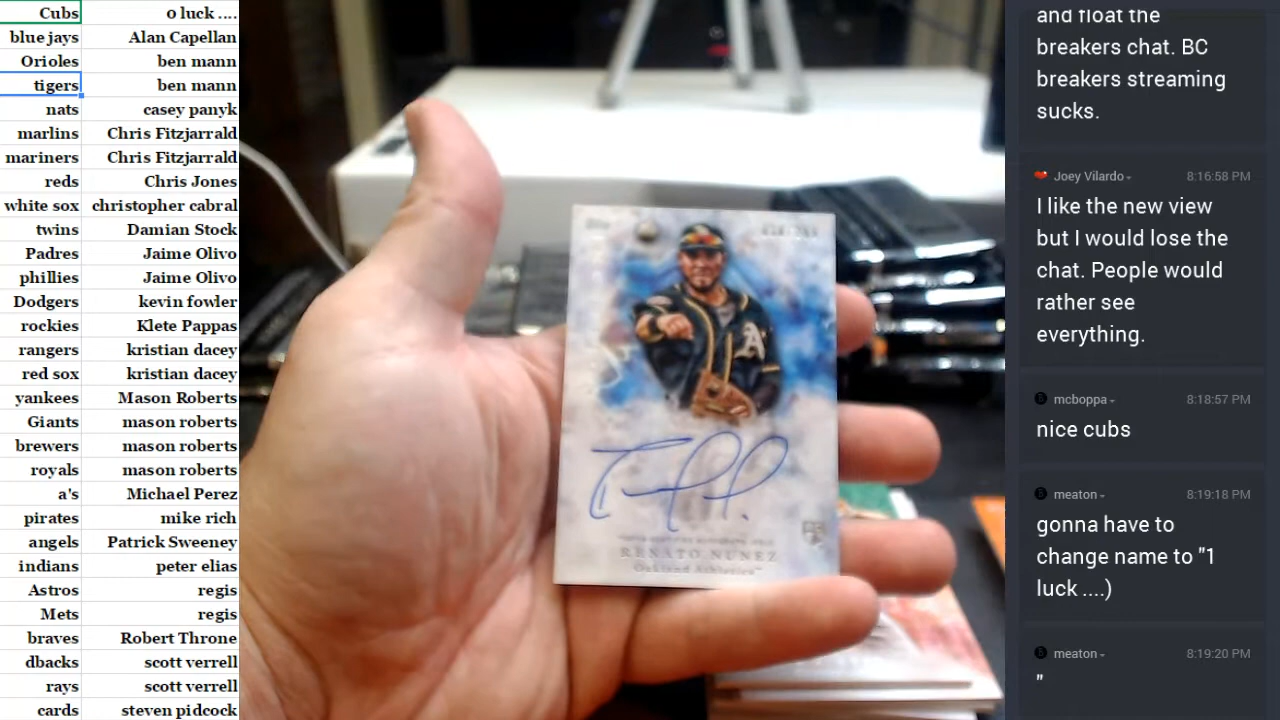 Cubs 0 luck ....
blue jays Alan Capellan
Orioles ben mann
tigers ben mann
nats casey panyk
marlins Chris Fitzjarrald
mariners Chris Fitzjarrald
reds Chris Jones
white sox christopher cabral
twins Damian Stock
Padres Jaime Olivo
phillies Jaime Olivo
Dodgers kevin fowler
rockies Klete Pappas
rangers kristian dacey
red sox kristian dacey
yankees Mason Roberts
Giants mason roberts
brewers mason roberts
royals mason roberts
a's Michael Perez
pirates mike rich
angels Patrick Sweeney
indians peter elias
Astros regis
Mets regis
braves Robert Throne
dbacks scott verrell
rays scott verrell
cards steven pidcock
Topps
A's
RENATO NUNEZ
Oakland Athletics™
and float the
breakers chat. BC
breakers streaming
sucks.
Joey Vilardo 8:16:58 PM
I like the new view
but I would lose the
chat. People would
rather see
everything.
mcboppa 8:18:57 PM
nice cubs
meaton 8:19:18 PM
gonna have to
change name to "1
luck ....)
meaton 8:19:20 PM
"